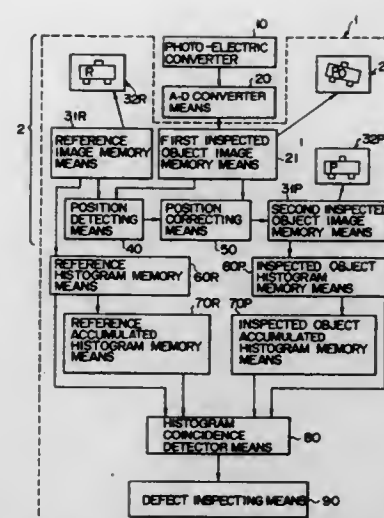 1
10
PHOTO-ELECTRIC
CONVERTER
R
32R
20
A-D CONVERTER
MEANS
PO
2
2
31R
REFERENCE
IMAGE MEMORY
MEANS
FIRST INSPECTED
OBJECT IMAGE MEMORY
MEANS
21
1
32P
P
31P
POSITION
DETECTING
MEANS
40
POSITION
CORRECTING
MEANS
50
SECOND INSPECTED
OBJECT IMAGE
MEMORY MEANS
REFERENCE
HISTOGRAM MEMORY
MEANS
60R
60P
INSPECTED OBJECT
HISTOGRAM
MEMORY MEANS
70R
REFERENCE
ACCUMULATED
HISTOGRAM MEMORY
MEANS
70P
INSPECTED OBJECT
ACCUMULATED
HISTOGRAM MEMORY
MEANS
HISTOGRAM
COINCIDENCE
DETECTOR MEANS
80
DEFECT INSPECTING MEANS
90